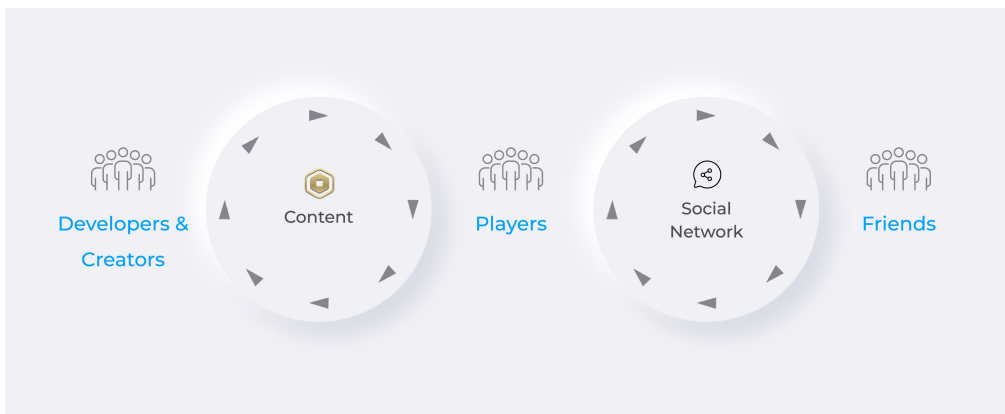 Developers &
Creators
Content
Players
Social
Network
Friends